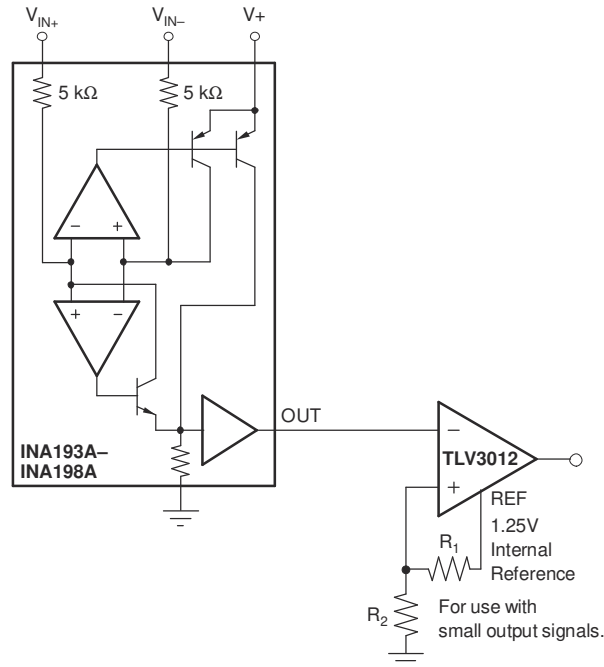 VIN+
VIN–
V+
5 kΩ
5 kΩ
–
+
+
–
OUT
INA193A–
INA198A
–
TLV3012
+
REF
1.25V
Internal
Reference
R1
R2
For use with
small output signals.